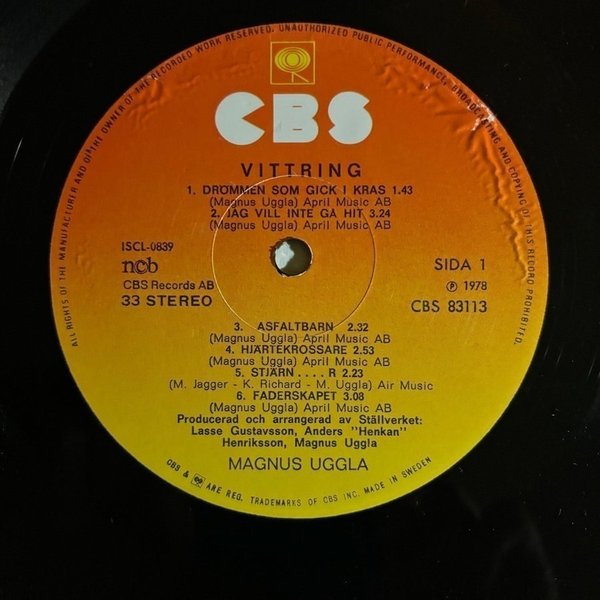 ALL RIGHTS OF THE MANUFACTURER AND OF THE OWNER OF THE RECORDED WORK RESERVED. UNAUTHORIZED PUBLIC PERFORMANCE, BROADCASTING AND COPYING OF THIS RECORD PROHIBITED
CBS
VITTRING
1. DRÖMMEN SOM GICK I KRAS 1.43
(Magnus Uggla) April Music AB
2. JAG VILL INTE GÅ HIT 3.24
(Magnus Uggla) April Music AB
ISCL-0839
ncb
CBS Records AB
33 STEREO
SIDA 1
℗ 1978
CBS 83113
3. ASFALTBARN 2.32
(Magnus Uggla) April Music AB
4. HJÄRTEKROSSARE 2.53
(Magnus Uggla) April Music AB
5. STJÄRN....R 2.23
(M. Jagger - K. Richard - M. Uggla) Air Music
6. FADERSKAPET 3.08
(Magnus Uggla) April Music AB
Producerad och arrangerad av Ställverket:
Lasse Gustavsson, Anders "Henkan"
Henriksson, Magnus Uggla
MAGNUS UGGLA
CBS & ARE REG. TRADEMARKS OF CBS INC. MADE IN SWEDEN